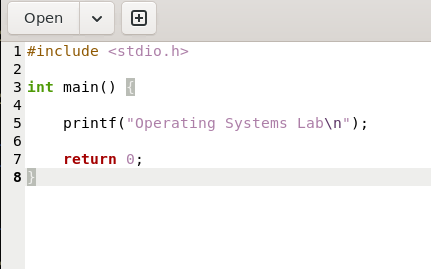 Open
1 #include <stdio.h>
2
3 int main() {
4
5     printf("Operating Systems Lab\n");
6
7     return 0;
8 }